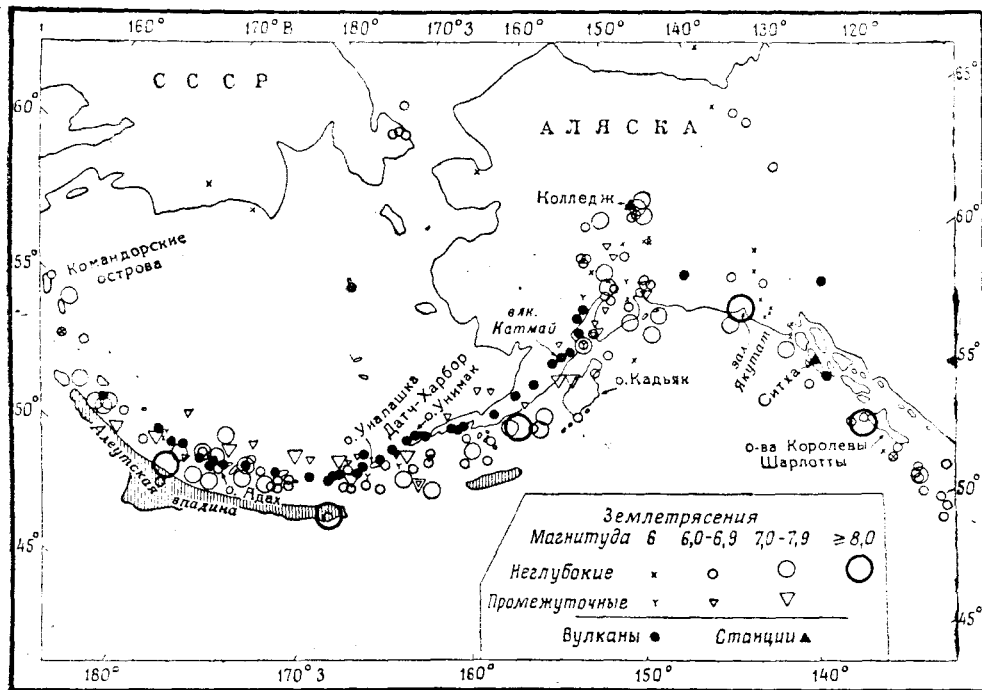 160° 170° В 180° 170° З 160° 150° 140° 130° 120°
65°
60°
СССР
АЛЯСКА
Колледж
60°
55°
Командорские
острова
влк.
Катмай
зал.
Якутат
Ситха
55°
о. Кадьяк
о. Уналашка
Датч-Харбор
о. Унимак
50°
о-ва Королевы
Шарлотты
Адах
Алеутская
впадина
50°
45°
Землетрясения
Магнитуда 6 6,0-6,9 7,0-7,9 ≥8,0
Неглубокие
Промежуточные
Вулканы Станции
45°
180° 170° З 160° 150° 140°